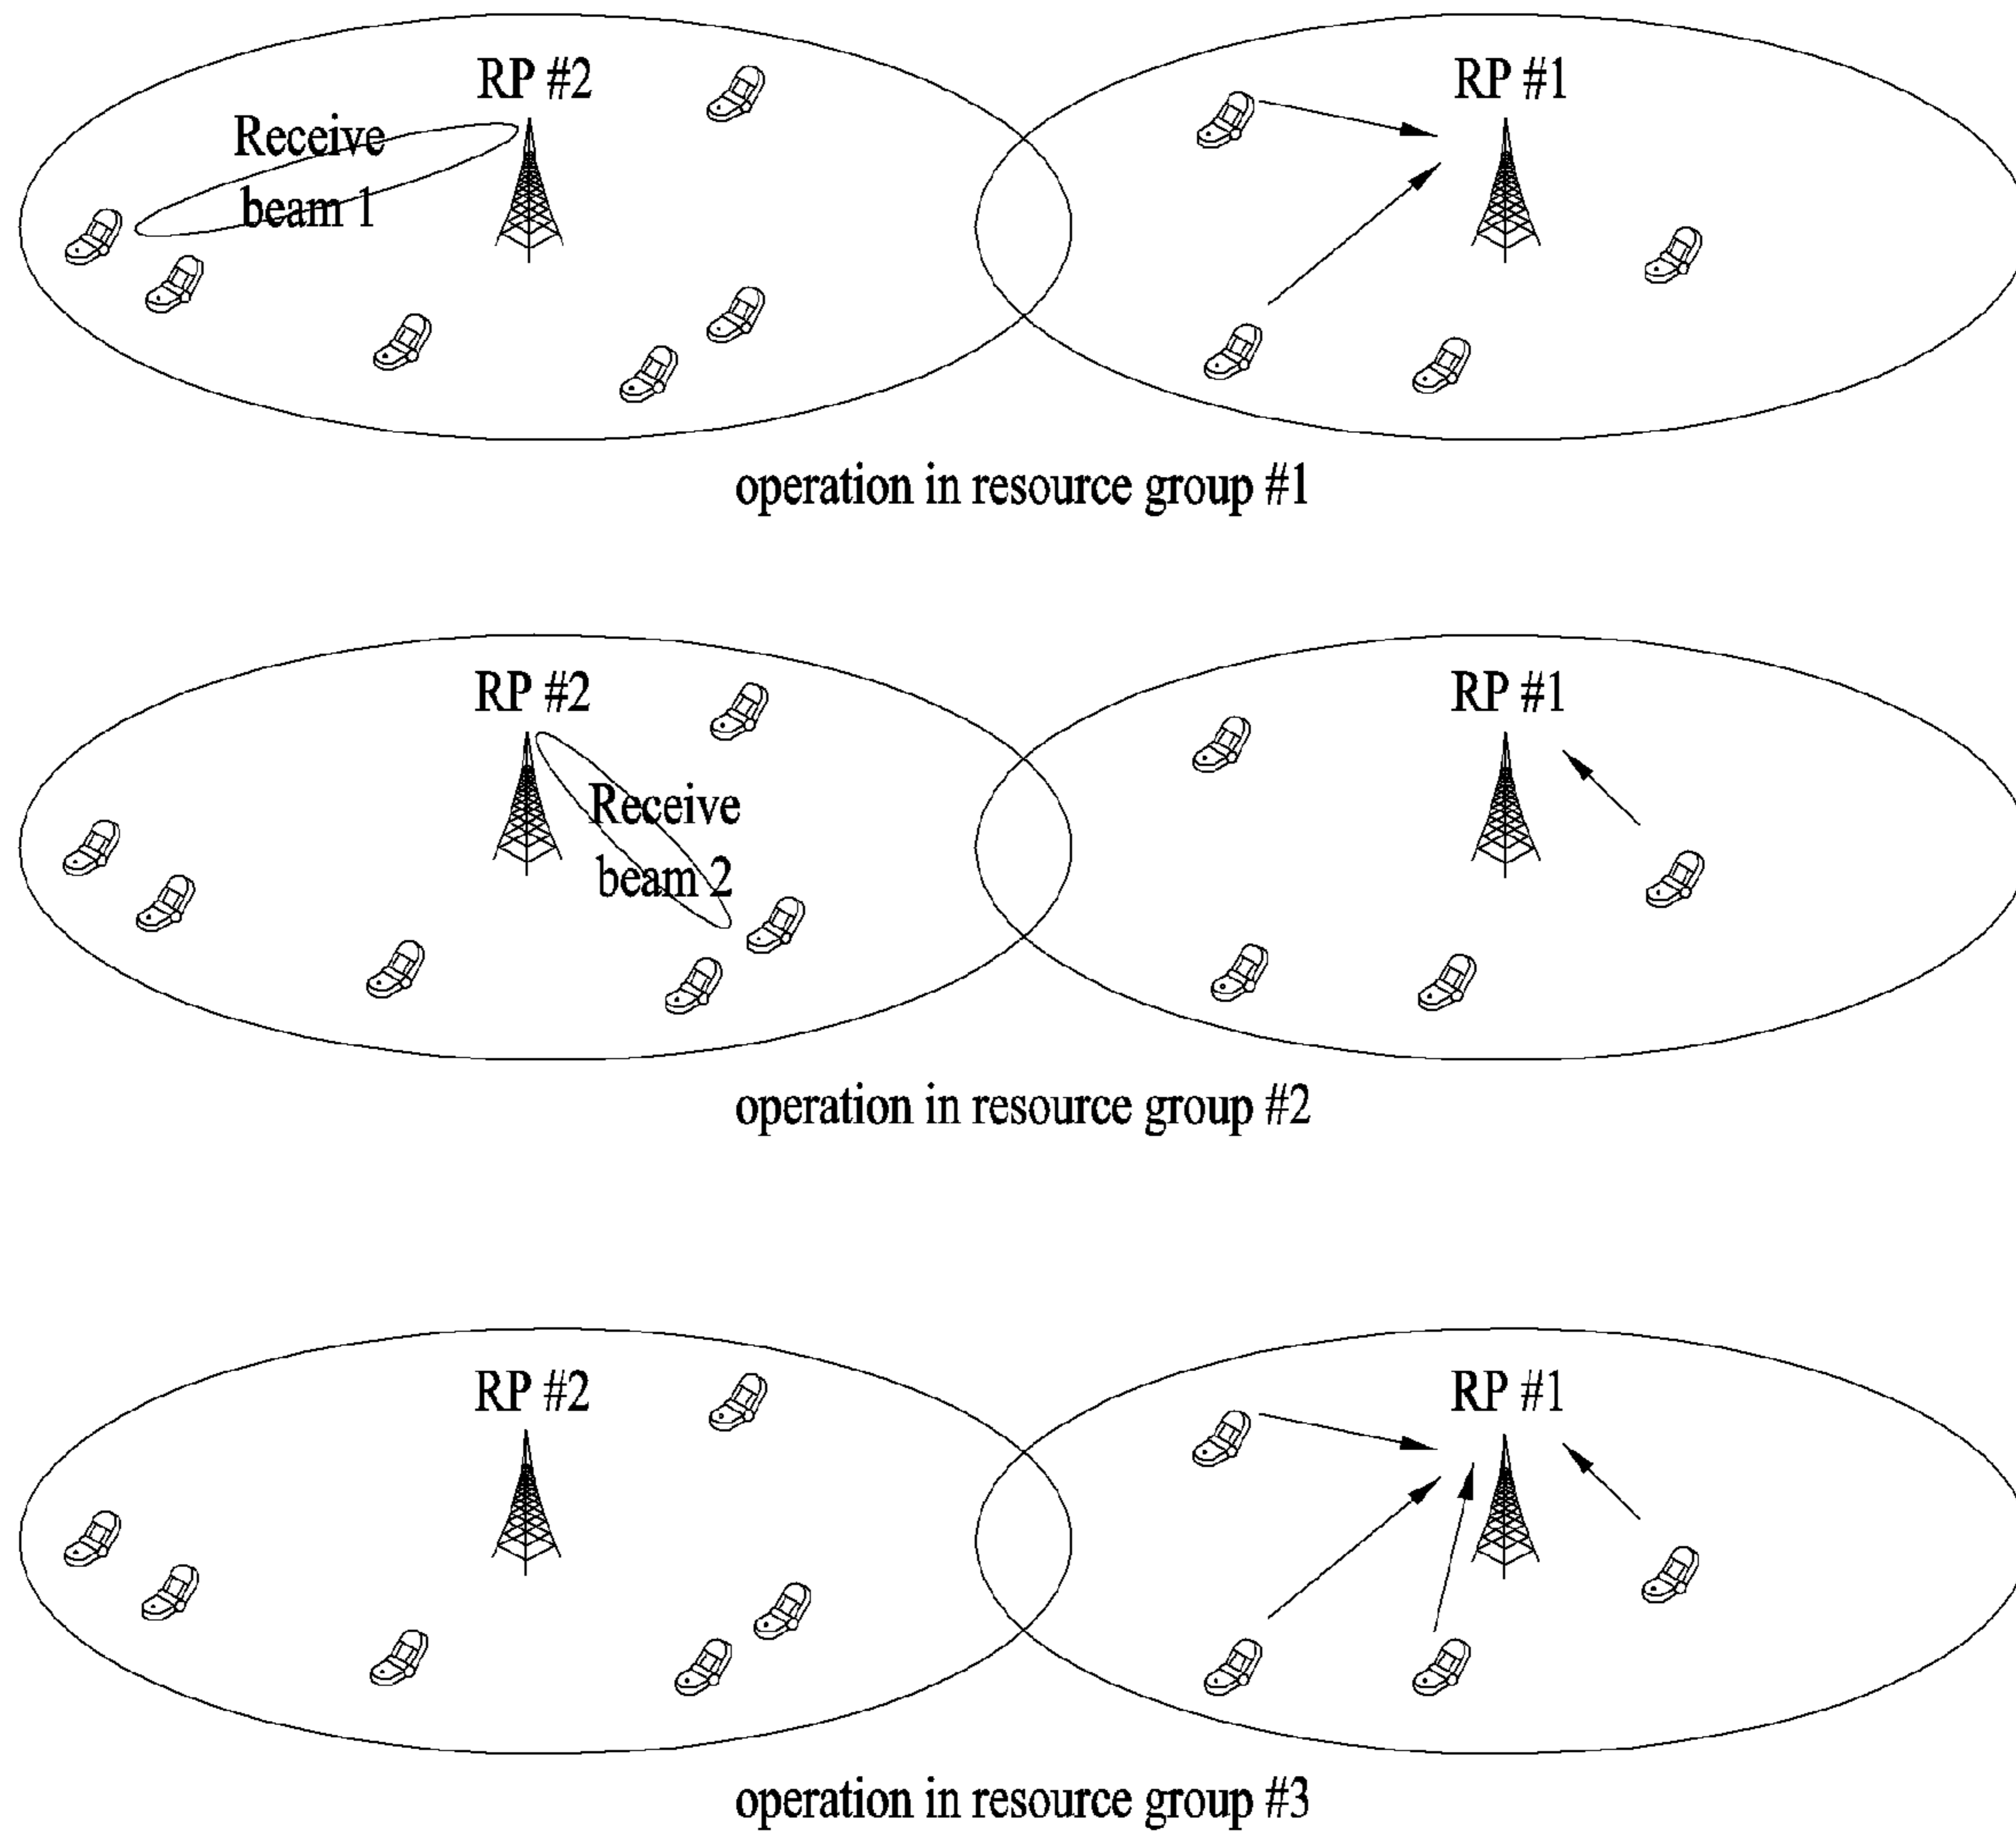 RP #2
RP #1
Receive
beam 1
operation in resource group #1
RP #2
RP #1
Receive
beam 2
operation in resource group #2
RP #2
RP #1
operation in resource group #3